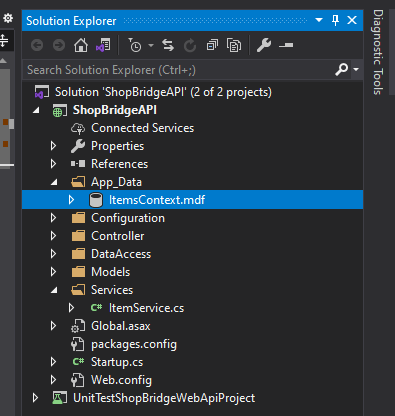 Solution Explorer
Search Solution Explorer (Ctrl+;)
Solution 'ShopBridgeAPI' (2 of 2 projects)
ShopBridgeAPI
Connected Services
Properties
References
App_Data
ItemsContext.mdf
Configuration
Controller
DataAccess
Models
Services
C# ItemService.cs
Global.asax
packages.config
C# Startup.cs
Web.config
UnitTestShopBridgeWebApiProject
Diagnostic Tools